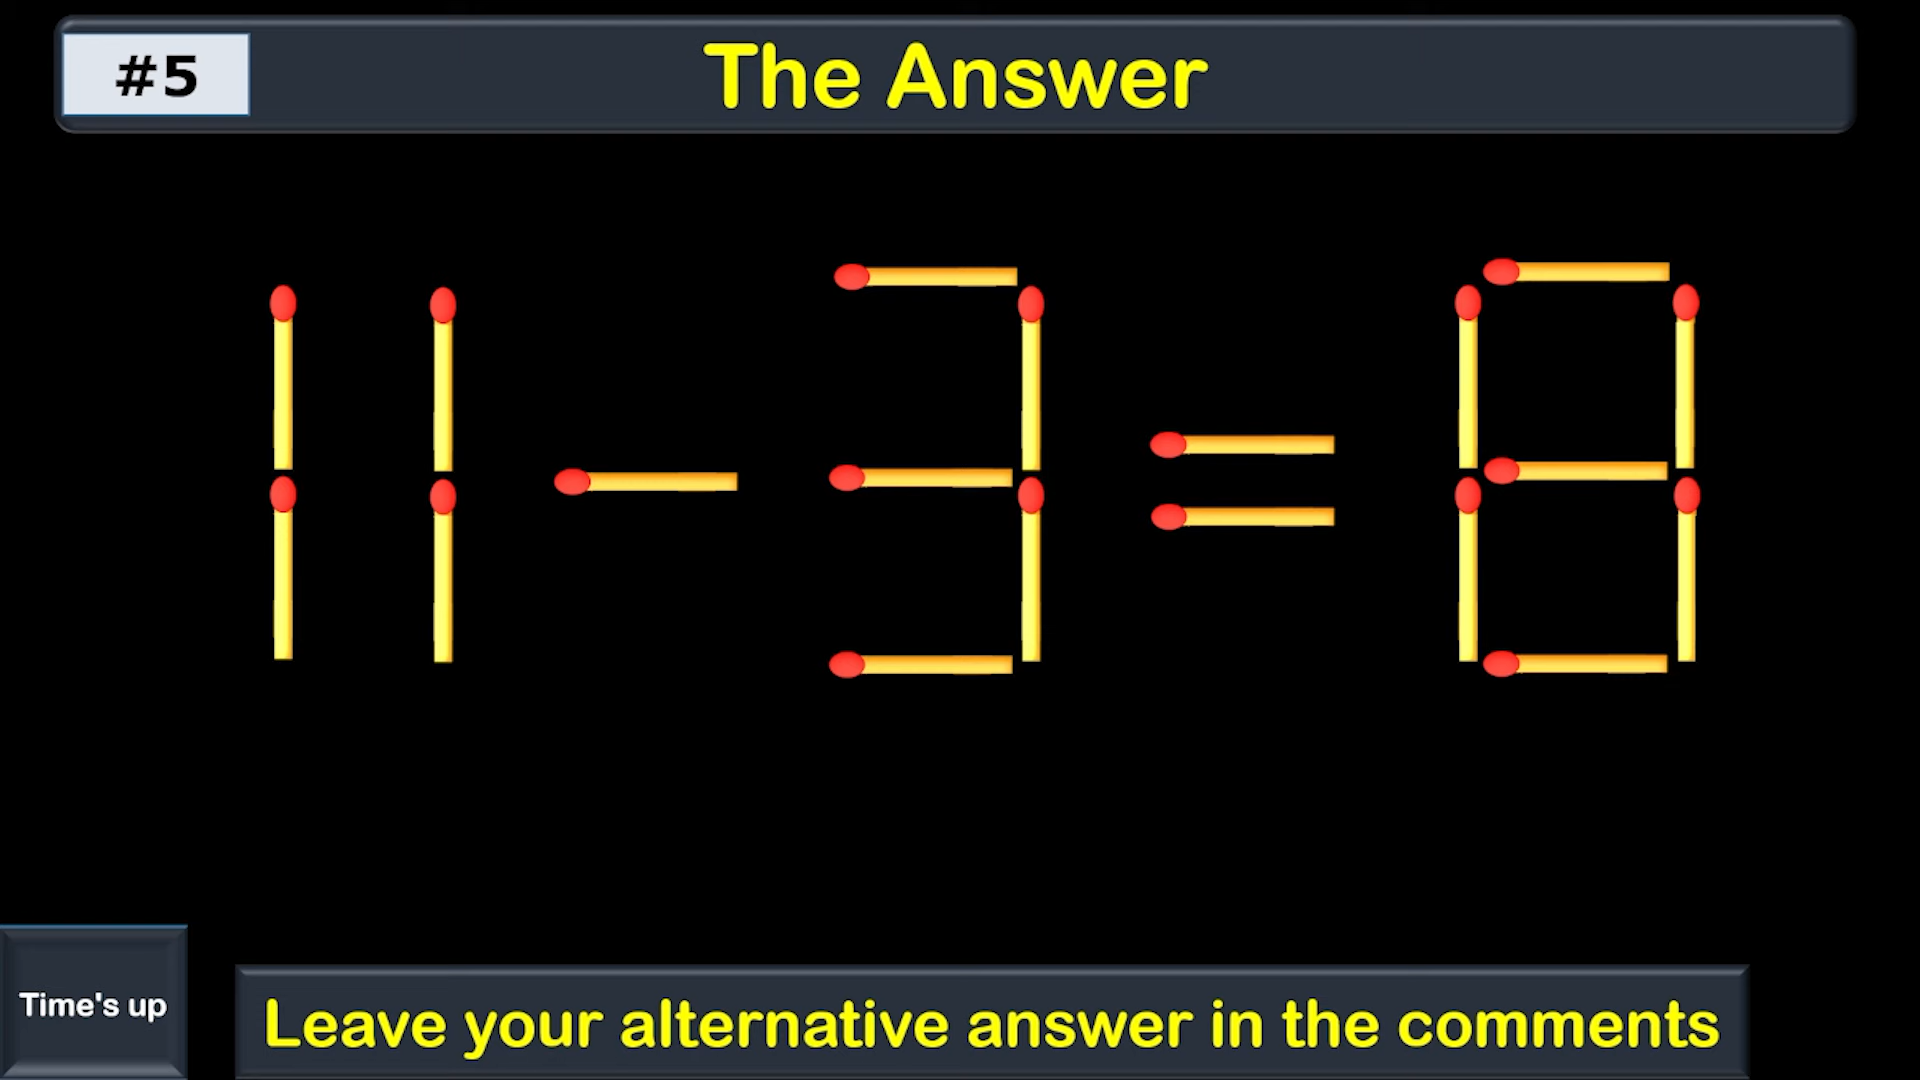 #5
The Answer
11-3=8
Time's up
Leave your alternative answer in the comments